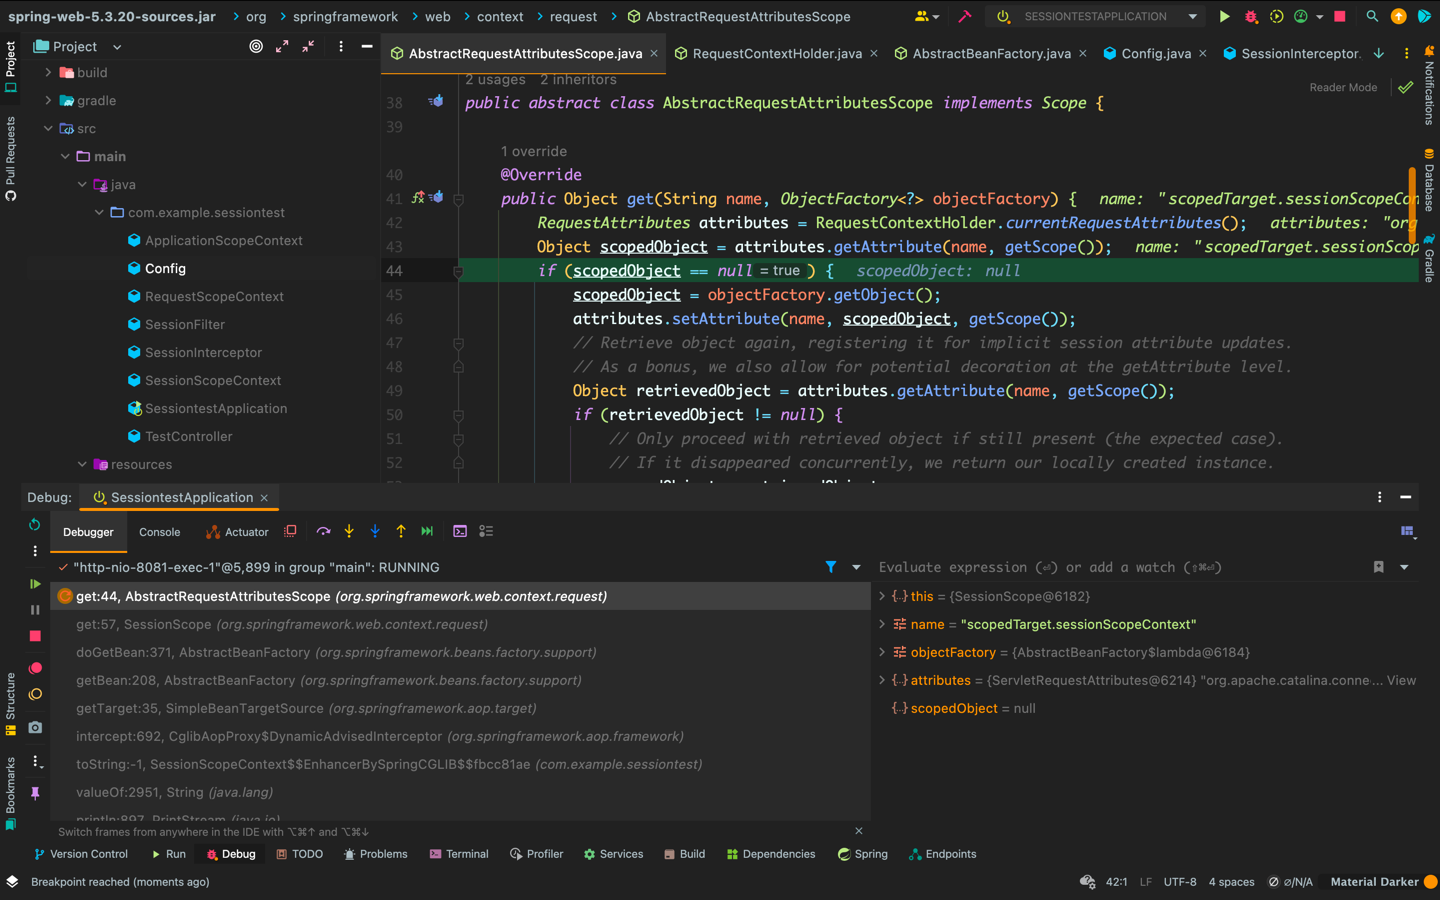 spring-web-5.3.20-sources.jar org springframework web context request AbstractRequestAttributesScope SESSIONTESTAPPLICATION
Project
AbstractRequestAttributesScope.java RequestContextHolder.java AbstractBeanFactory.java Config.java SessionInterceptor.
Project
Pull Requests
Structure
Bookmarks
build
gradle
src
main
java
com.example.sessiontest
ApplicationScopeContext
Config
RequestScopeContext
SessionFilter
SessionInterceptor
SessionScopeContext
SessiontestApplication
TestController
resources
2 usages 2 inheritors
Reader Mode
38 public abstract class AbstractRequestAttributesScope implements Scope {
39
1 override
40 @Override
41 public Object get(String name, ObjectFactory<?> objectFactory) { name: "scopedTarget.sessionScopeCon
42 RequestAttributes attributes = RequestContextHolder.currentRequestAttributes(); attributes: "org
43 Object scopedObject = attributes.getAttribute(name, getScope()); name: "scopedTarget.sessionScop
44 if (scopedObject == null = true ) { scopedObject: null
45 scopedObject = objectFactory.getObject();
46 attributes.setAttribute(name, scopedObject, getScope());
47 // Retrieve object again, registering it for implicit session attribute updates.
48 // As a bonus, we also allow for potential decoration at the getAttribute level.
49 Object retrievedObject = attributes.getAttribute(name, getScope());
50 if (retrievedObject != null) {
51 // Only proceed with retrieved object if still present (the expected case).
52 // If it disappeared concurrently, we return our locally created instance.
Notifications
Database
Gradle
Debug: SessiontestApplication
Debugger Console Actuator
"http-nio-8081-exec-1"@5,899 in group "main": RUNNING
get:44, AbstractRequestAttributesScope (org.springframework.web.context.request)
get:57, SessionScope (org.springframework.web.context.request)
doGetBean:371, AbstractBeanFactory (org.springframework.beans.factory.support)
getBean:208, AbstractBeanFactory (org.springframework.beans.factory.support)
getTarget:35, SimpleBeanTargetSource (org.springframework.aop.target)
intercept:692, CglibAopProxy$DynamicAdvisedInterceptor (org.springframework.aop.framework)
toString:-1, SessionScopeContext$$EnhancerBySpringCGLIB$$fbcc81ae (com.example.sessiontest)
valueOf:2951, String (java.lang)
println:897, PrintStream (java.io)
Switch frames from anywhere in the IDE with ⌥⌘↑ and ⌥⌘↓
Evaluate expression (⏎) or add a watch (⇧⌘⏎)
this = {SessionScope@6182}
name = "scopedTarget.sessionScopeContext"
objectFactory = {AbstractBeanFactory$lambda@6184}
attributes = {ServletRequestAttributes@6214} "org.apache.catalina.conne… View
scopedObject = null
Version Control Run Debug TODO Problems Terminal Profiler Services Build Dependencies Spring Endpoints
Breakpoint reached (moments ago) 42:1 LF UTF-8 4 spaces ∅/N/A Material Darker